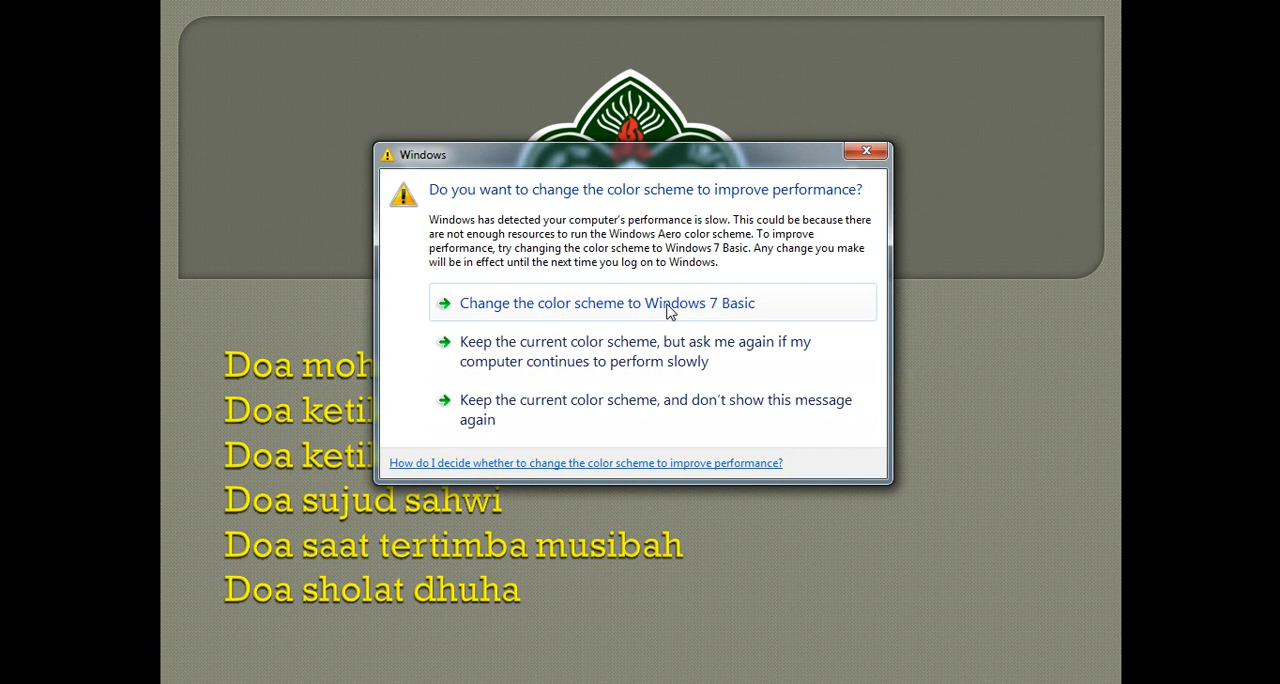 Windows
Do you want to change the color scheme to improve performance?
Windows has detected your computer's performance is slow. This could be because there
are not enough resources to run the Windows Aero color scheme. To improve
performance, try changing the color scheme to Windows 7 Basic. Any change you make
will be in effect until the next time you log on to Windows.
Change the color scheme to Windows 7 Basic
Keep the current color scheme, but ask me again if my
computer continues to perform slowly
Keep the current color scheme, and don't show this message
again
How do I decide whether to change the color scheme to improve performance?
Doa
Doa
Doa
Doa sujud sahwi
Doa saat tertimba musibah
Doa sholat dhuha